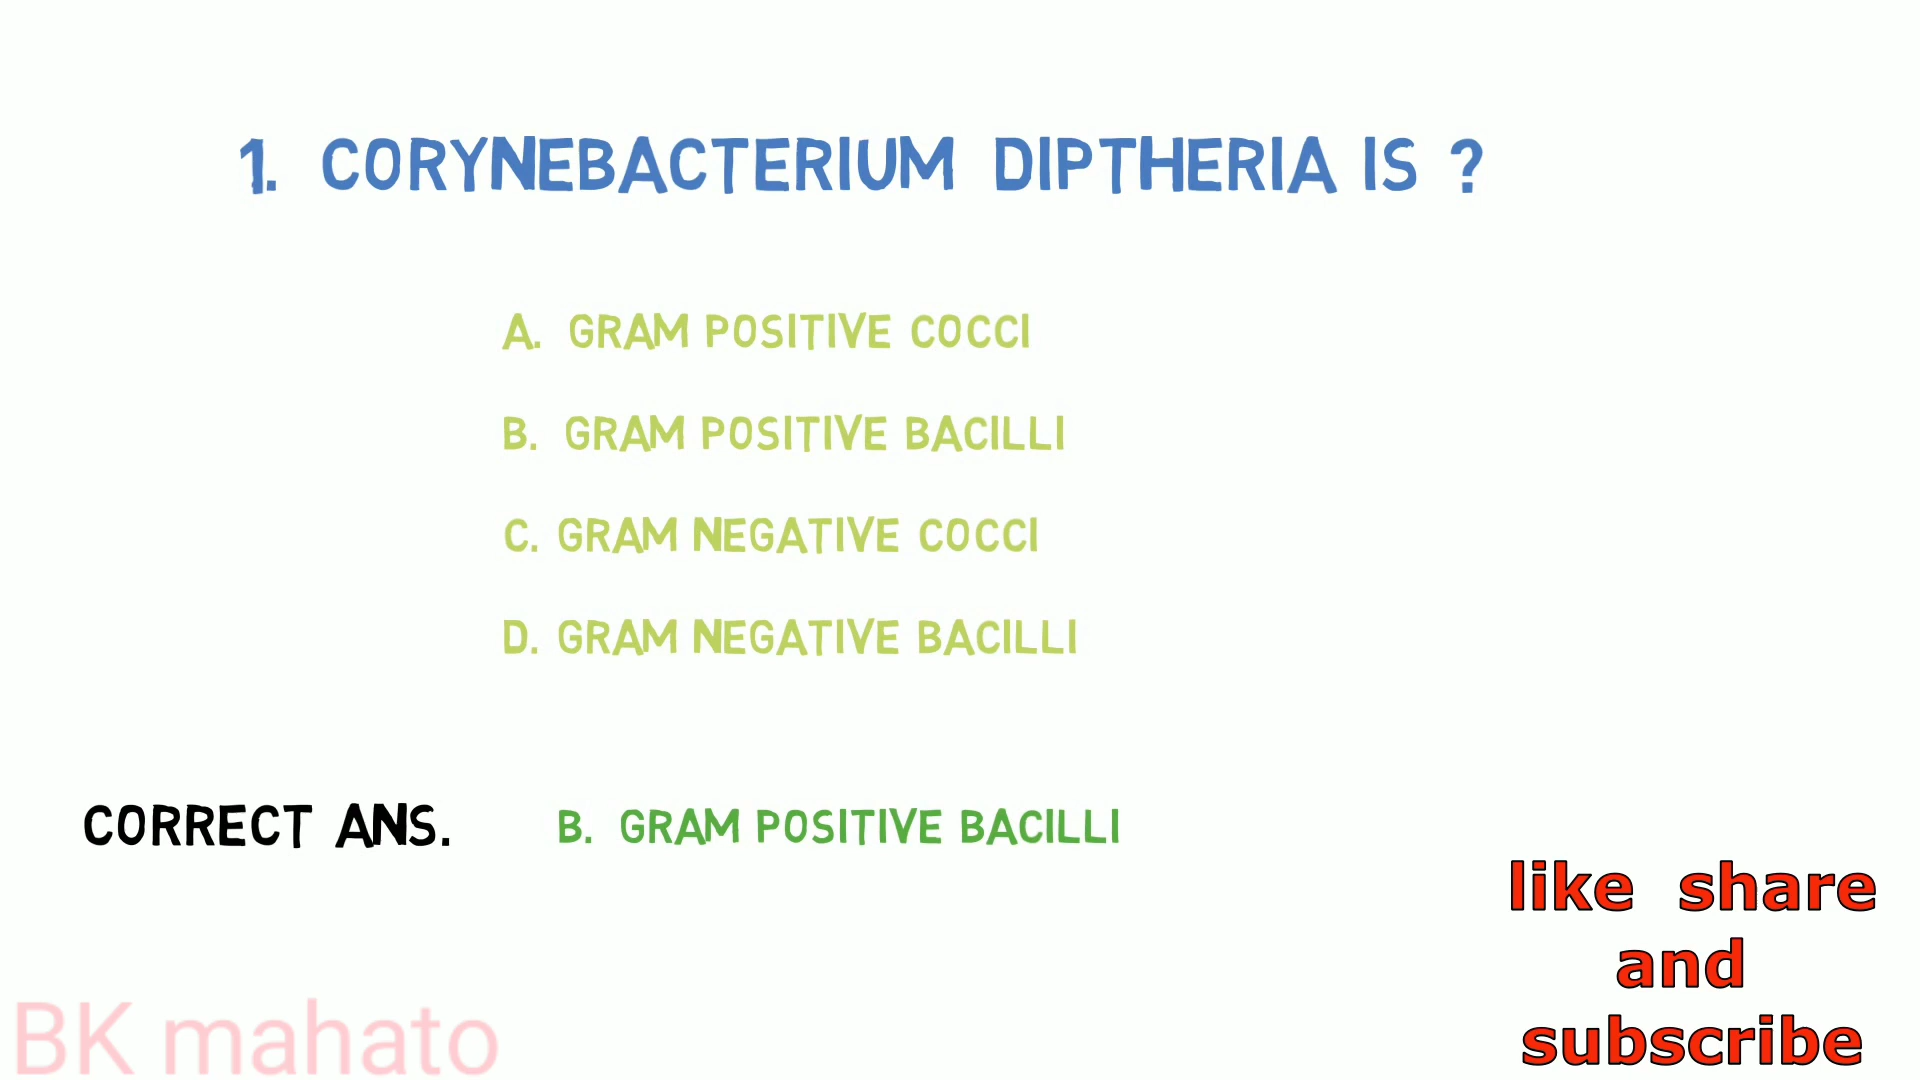 1. CORYNEBACTERIUM DIPTHERIA IS ?
A. GRAM POSITIVE COCCI
B. GRAM POSITIVE BACILLI
C. GRAM NEGATIVE COCCI
D. GRAM NEGATIVE BACILLI
CORRECT ANS. B. GRAM POSITIVE BACILLI
like share
and
subscribe
BK mahato